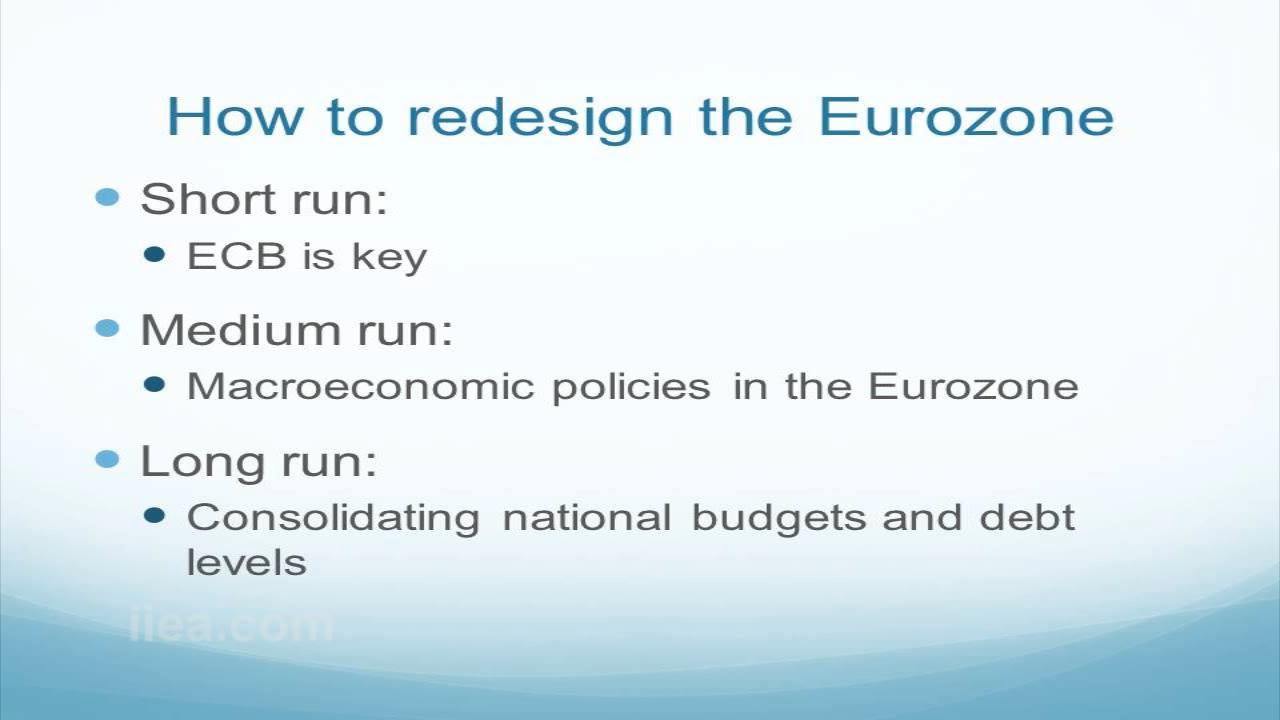 How to redesign the Eurozone
Short run:
ECB is key
Medium run:
Macroeconomic policies in the Eurozone
Long run:
Consolidating national budgets and debt
levels
iiea.com